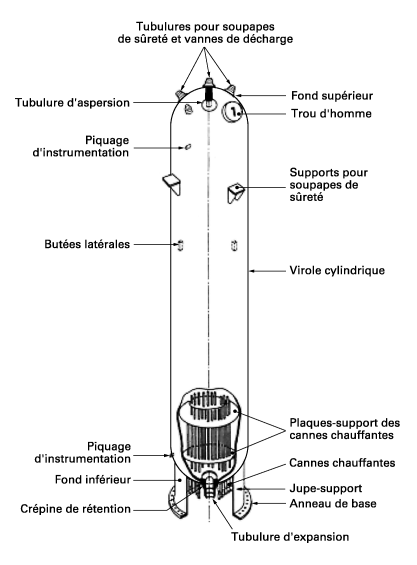 Tubulures pour soupapes
de sûreté et vannes de décharge
Tubulure d'aspersion
Fond supérieur
Trou d'homme
1.
Piquage
d'instrumentation
Supports pour
soupapes de
sûreté
Butées latérales
Virole cylindrique
Plaques-support des
cannes chauffantes
Piquage
d'instrumentation
Cannes chauffantes
Fond inférieur
Jupe-support
Crépine de rétention
Anneau de base
Tubulure d'expansion